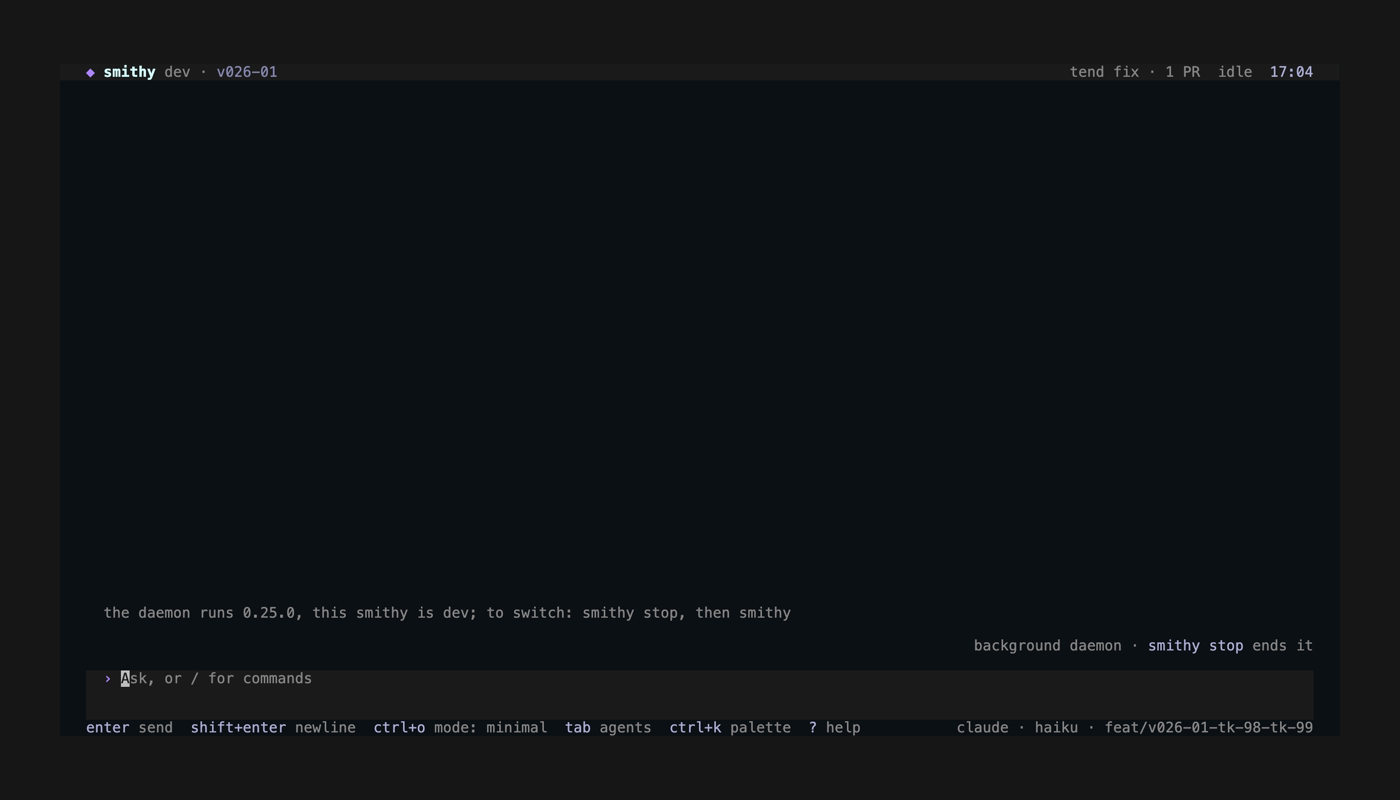 ◆ smithy dev · v026-01 tend fix · 1 PR idle 17:04
the daemon runs 0.25.0, this smithy is dev; to switch: smithy stop, then smithy
background daemon · smithy stop ends it
› Ask, or / for commands
enter send shift+enter newline ctrl+o mode: minimal tab agents ctrl+k palette ? help claude · haiku · feat/v026-01-tk-98-tk-99